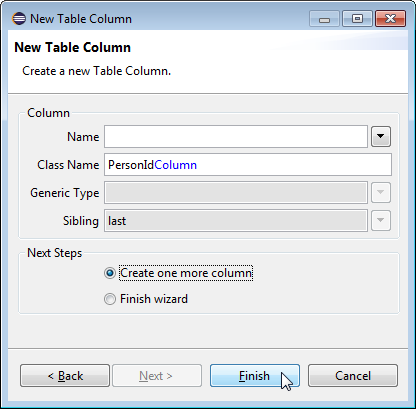 New Table Column
New Table Column
Create a new Table Column.
Column
Name
Class Name PersonIdColumn
Generic Type
Sibling last
Next Steps
Create one more column
Finish wizard
< Back Next > Finish Cancel